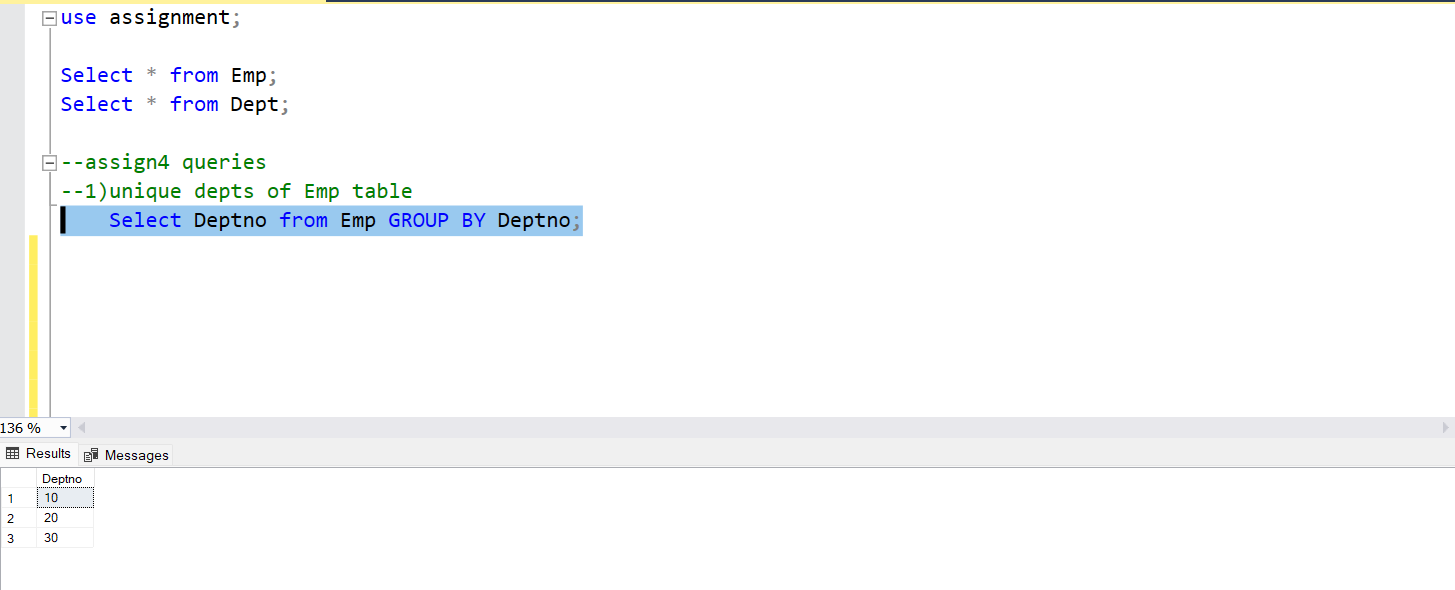 use assignment;
Select * from Emp;
Select * from Dept;
--assign4 queries
--1)unique depts of Emp table
Select Deptno from Emp GROUP BY Deptno;
136 %
Results Messages
Deptno
1 10
2 20
3 30